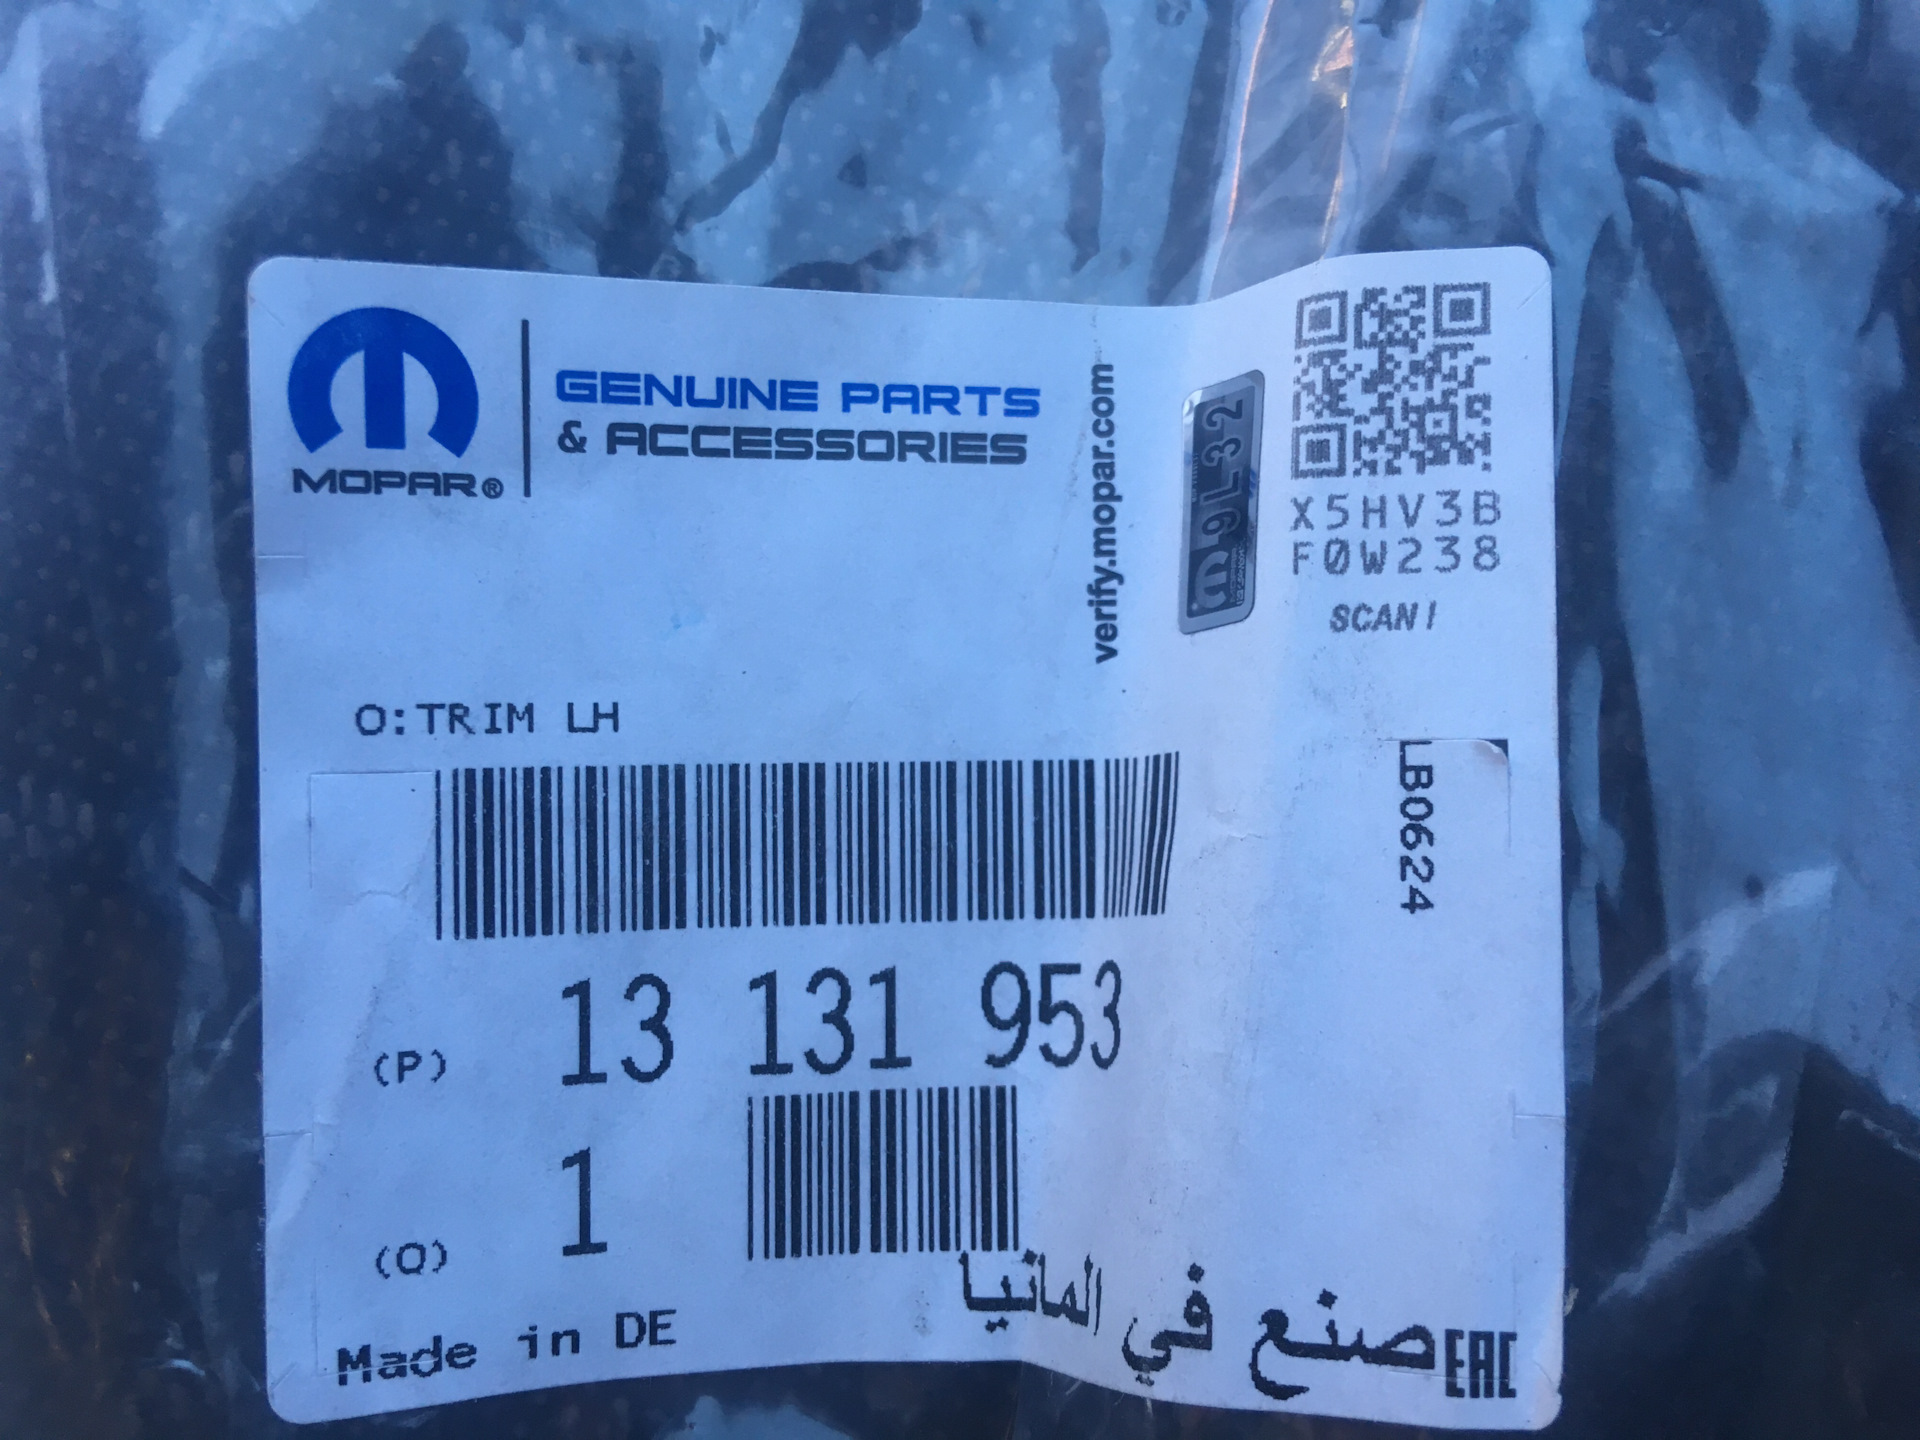 MOPAR®
GENUINE PARTS
& ACCESSORIES
verify.mopar.com
9L32
X5HV3B
F0W238
SCAN!
O:TRIM LH
LB0624
(P) 13 131 953
(Q) 1
Made in DE
صنع في المانيا
EAC